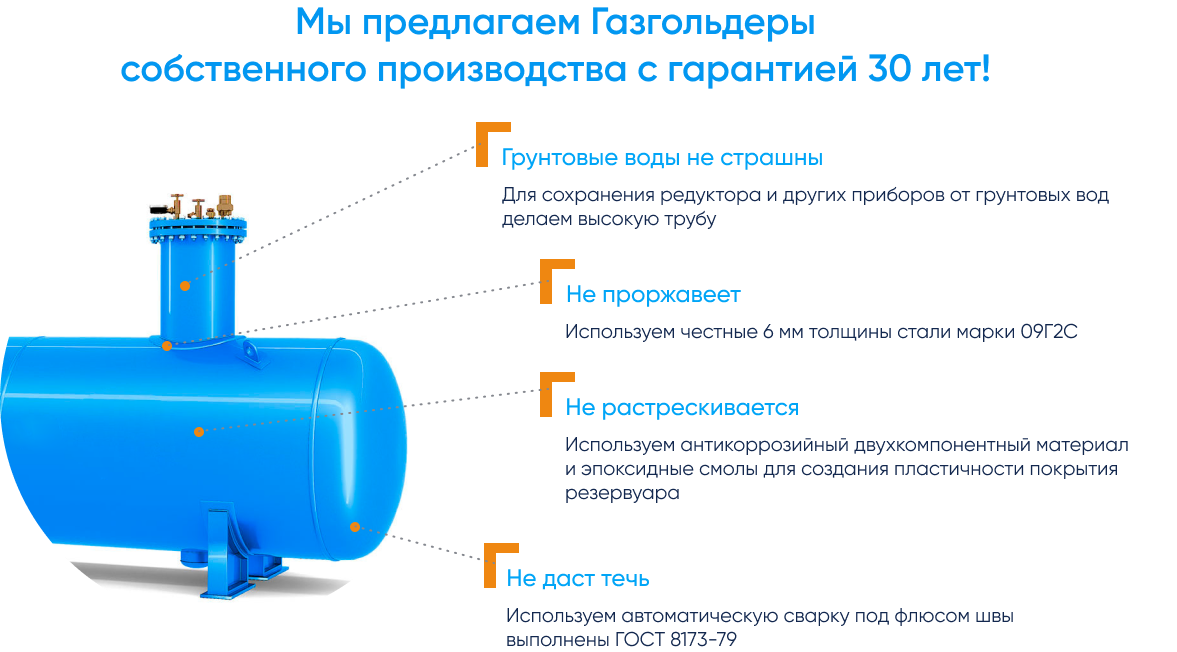 Мы предлагаем Газгольдеры
собственного производства с гарантией 30 лет!
Грунтовые воды не страшны
Для сохранения редуктора и других приборов от грунтовых вод
делаем высокую трубу
Не проржавеет
Используем честные 6 мм толщины стали марки 09Г2С
Не растрескивается
Используем антикоррозийный двухкомпонентный материал
и эпоксидные смолы для создания пластичности покрытия
резервуара
Не даст течь
Используем автоматическую сварку под флюсом швы
выполнены ГОСТ 8173-79